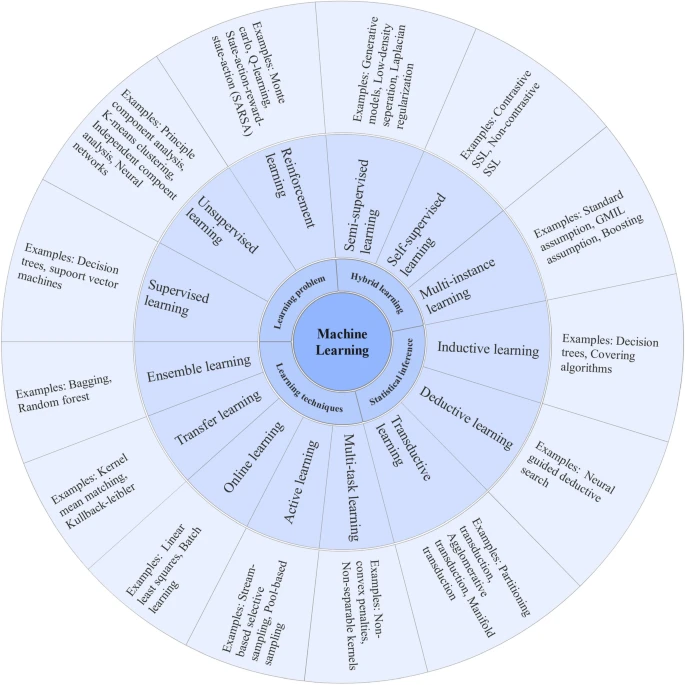 Machine
Learning
Learning problem
Hybrid learning
Statistical inference
Learning techniques
Supervised
learning
Unsupervised
learning
Reinforcement
learning
Semi-supervised
learning
Self-supervised
learning
Multi-instance
learning
Inductive learning
Deductive learning
Transductive
learning
Multi-task learning
Active learning
Online learning
Transfer learning
Ensemble learning
Examples: Decision
trees, supoort vector
machines
Examples: Principle
component analysis,
K-means clustering,
Independent compoent
analysis, Neural
networks
Examples: Monte
carlo, Q-learning,
State-action-reward-
state-action (SARSA)
Examples: Generative
models, Low-density
seperation, Laplacian
regularization
Examples: Contrastive
SSL, Non-contrastive
SSL
Examples: Standard
assumption, GMIL
assumption, Boosting
Examples: Decision
trees, Covering
algorithms
Examples: Neural
guided deductive
search
Examples: Partitioning
transduction,
Agglomerative
transduction, Manifold
transduction
Examples: Non-
convex penalties,
Non-separable kernels
Examples: Stream-
based selective
sampling, Pool-based
sampling
Examples: Linear
least squares, Batch
learning
Examples: Kernel
mean matching,
Kullback-leibler
Examples: Bagging,
Random forest